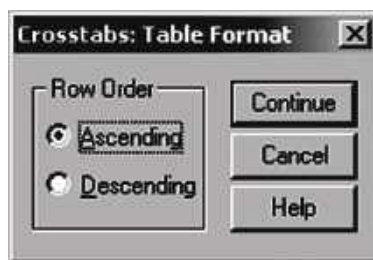 Crosstabs: Table Format
Row Order
Ascending
Descending
Continue
Cancel
Help